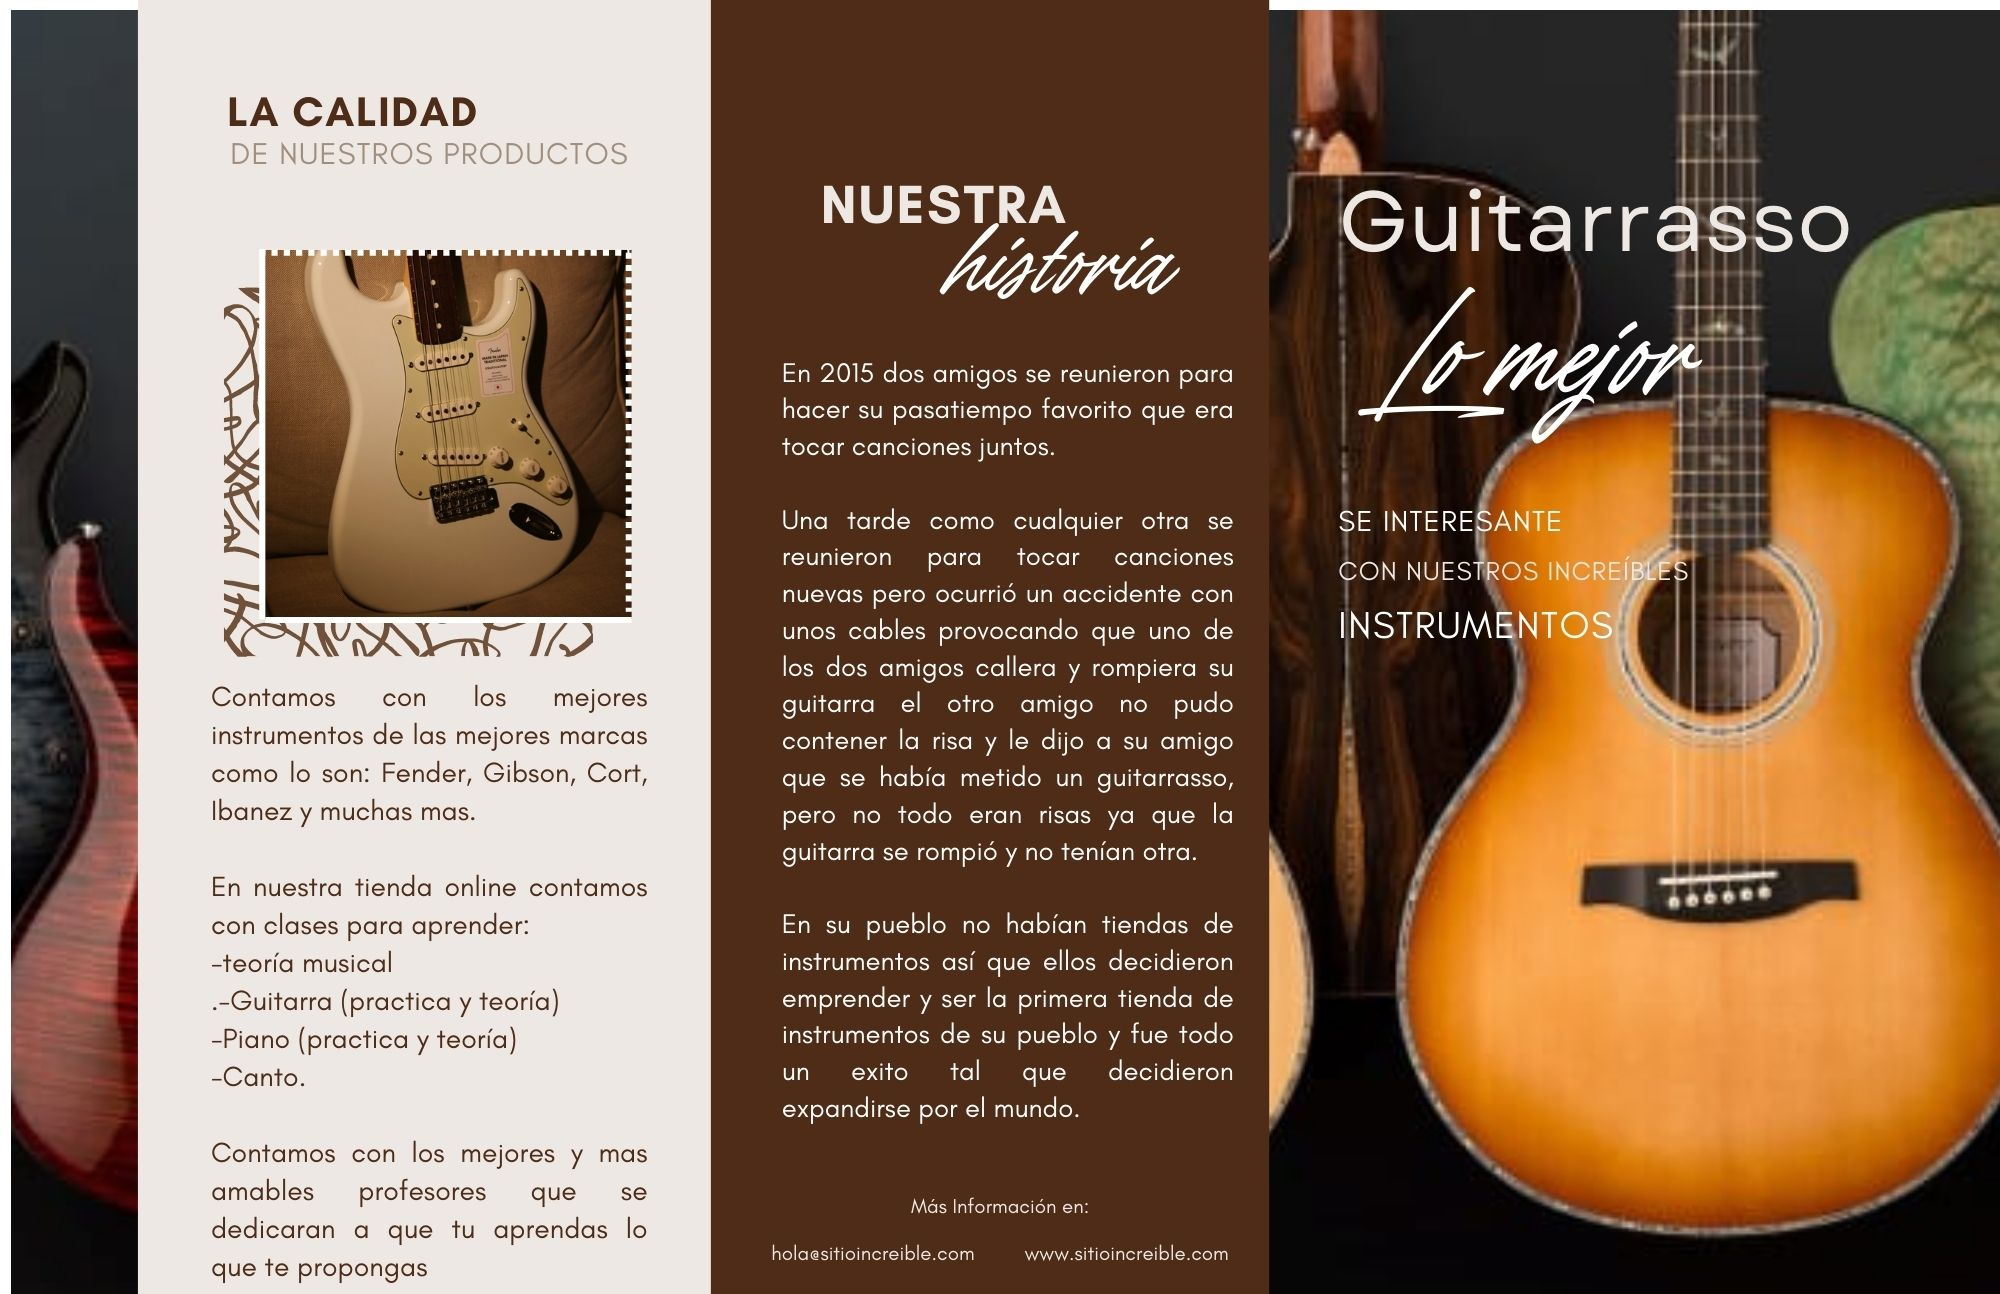 LA CALIDAD
DE NUESTROS PRODUCTOS
Contamos con los mejores
instrumentos de las mejores marcas
como lo son: Fender, Gibson, Cort,
Ibanez y muchas mas.
En nuestra tienda online contamos
con clases para aprender:
-teoría musical
.-Guitarra (practica y teoría)
-Piano (practica y teoría)
-Canto.
Contamos con los mejores y mas
amables profesores que se
dedicaran a que tu aprendas lo
que te propongas
NUESTRA
historia
En 2015 dos amigos se reunieron para
hacer su pasatiempo favorito que era
tocar canciones juntos.
Una tarde como cualquier otra se
reunieron para tocar canciones
nuevas pero ocurrió un accidente con
unos cables provocando que uno de
los dos amigos callera y rompiera su
guitarra el otro amigo no pudo
contener la risa y le dijo a su amigo
que se había metido un guitarrasso,
pero no todo eran risas ya que la
guitarra se rompió y no tenían otra.
En su pueblo no habían tiendas de
instrumentos así que ellos decidieron
emprender y ser la primera tienda de
instrumentos de su pueblo y fue todo
un exito tal que decidieron
expandirse por el mundo.
Más Información en:
hola@sitioincreible.com www.sitioincreible.com
Guitarrasso
Lo mejor
SE INTERESANTE
CON NUESTROS INCREÍBLES
INSTRUMENTOS